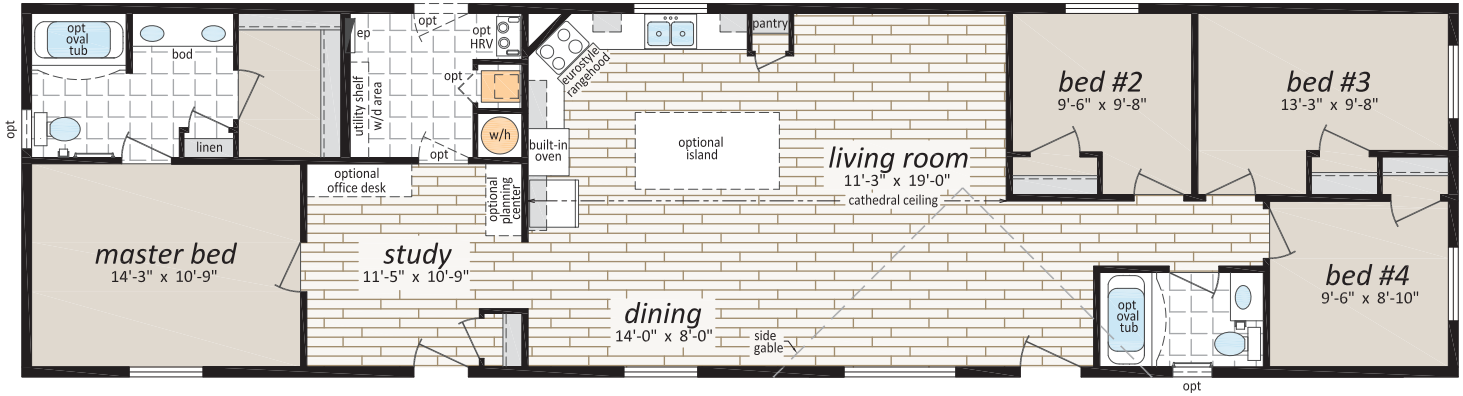 opt
oval
tub
bod
linen
opt
ep
utility shelf
w/d area
opt
opt
HRV
opt
w/h
opt
eurostyle
rangehood
built-in
oven
pantry
optional
island
living room
11'-3" x 19'-0"
cathedral ceiling
bed #2
9'-6" x 9'-8"
bed #3
13'-3" x 9'-8"
optional
office desk
optional
planning
center
master bed
14'-3" x 10'-9"
study
11'-5" x 10'-9"
dining
14'-0" x 8'-0"
side
gable
opt
oval
tub
bed #4
9'-6" x 8'-10"
opt